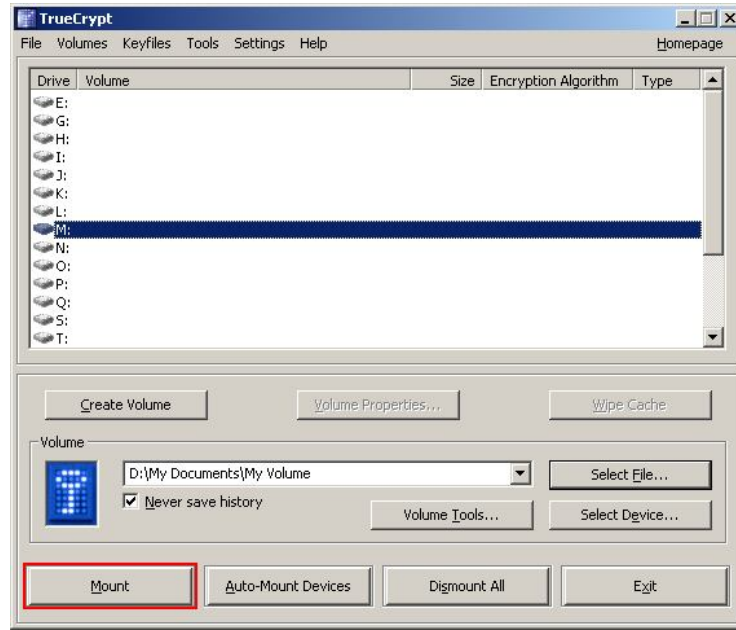 TrueCrypt
File Volumes Keyfiles Tools Settings Help Homepage
Drive Volume Size Encryption Algorithm Type
E:
G:
H:
I:
J:
K:
L:
M:
N:
O:
P:
Q:
S:
T:
Create Volume Volume Properties... Wipe Cache
Volume
D:\My Documents\My Volume Select File...
Never save history
Volume Tools... Select Device...
Mount Auto-Mount Devices Dismount All Exit